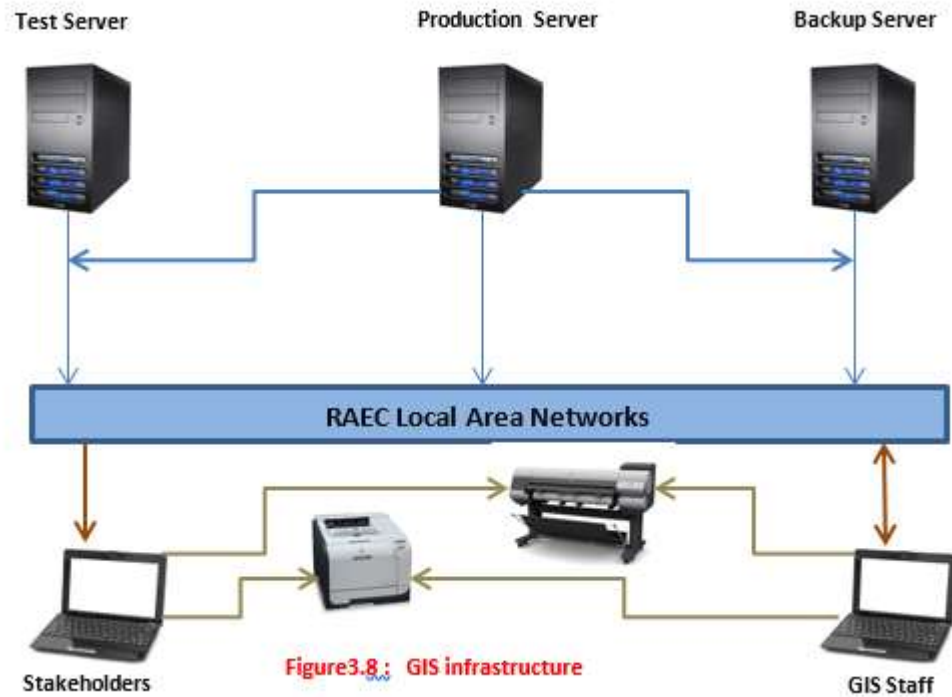 Test Server
Production Server
Backup Server
RAEC Local Area Networks
Figure3.8 : GIS infrastructure
Stakeholders
GIS Staff